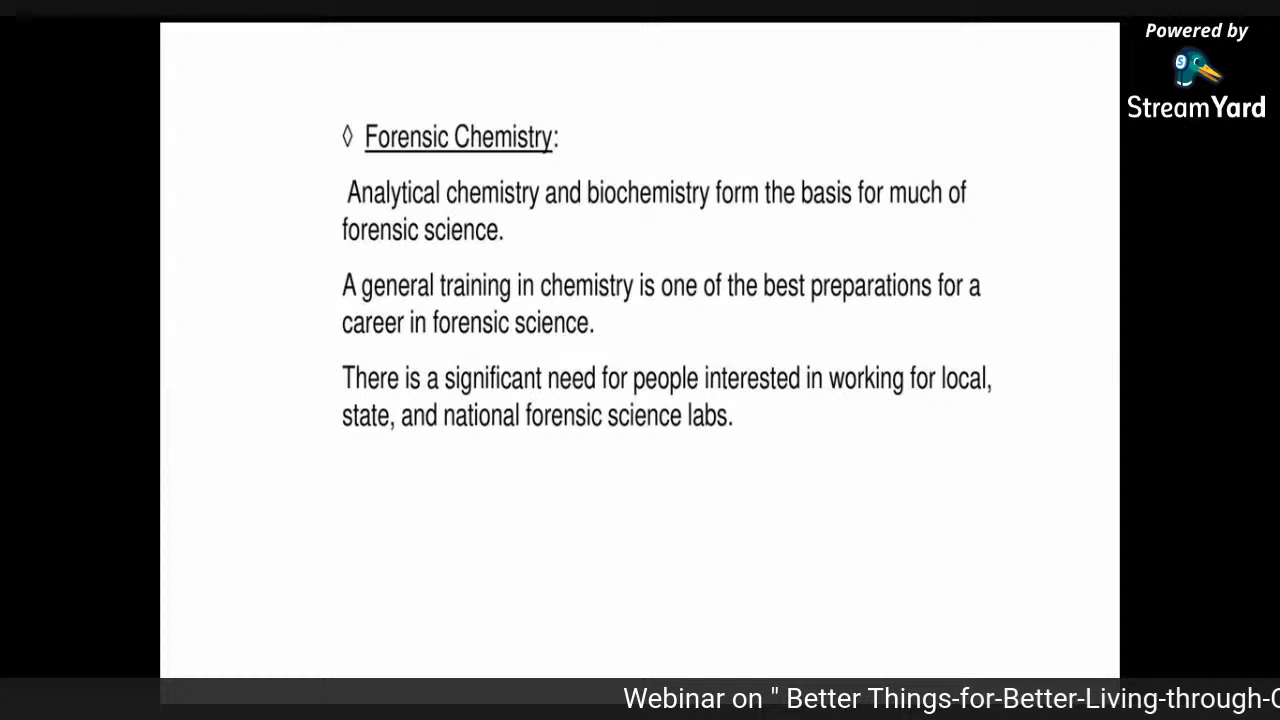 Powered by
StreamYard
◊ Forensic Chemistry:
Analytical chemistry and biochemistry form the basis for much of
forensic science.
A general training in chemistry is one of the best preparations for a
career in forensic science.
There is a significant need for people interested in working for local,
state, and national forensic science labs.
Webinar on " Better Things-for-Better-Living-through-